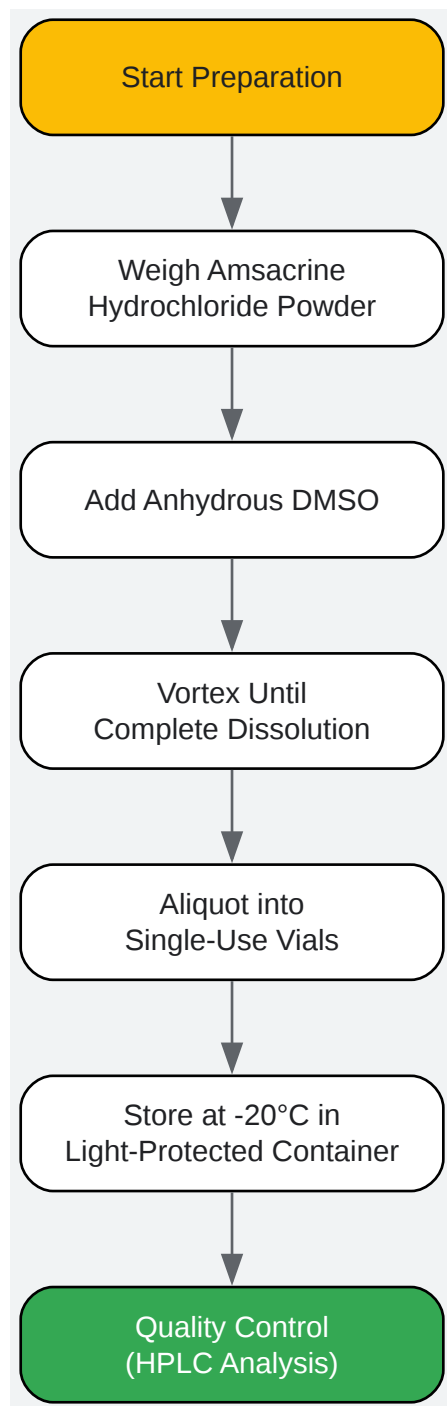 Start Preparation
Weigh Amsacrine
Hydrochloride Powder
Add Anhydrous DMSO
Vortex Until
Complete Dissolution
Aliquot into
Single-Use Vials
Store at -20°C in
Light-Protected Container
Quality Control
(HPLC Analysis)